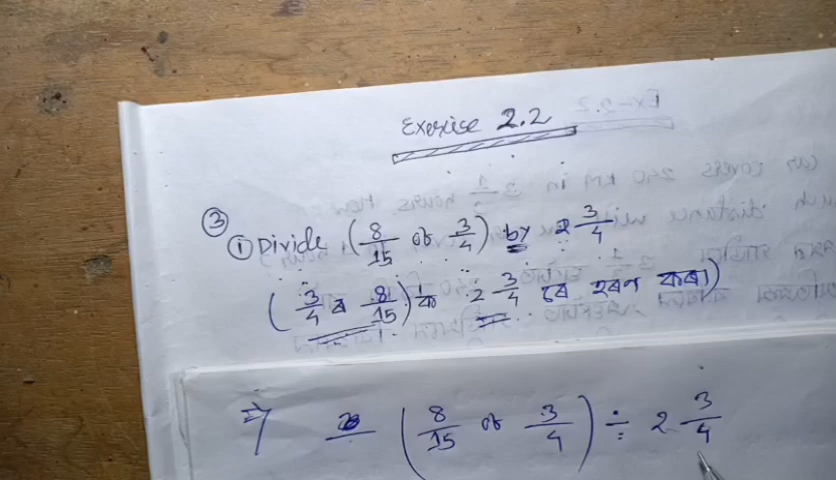 Exercise 2.2
③
① Divide (8/15 of 3/4) by 2 3/4
(3/4 ৰ 8/15) ক 2 3/4 ৰে হৰণ কৰা)
⇒ (8/15 of 3/4) ÷ 2 3/4